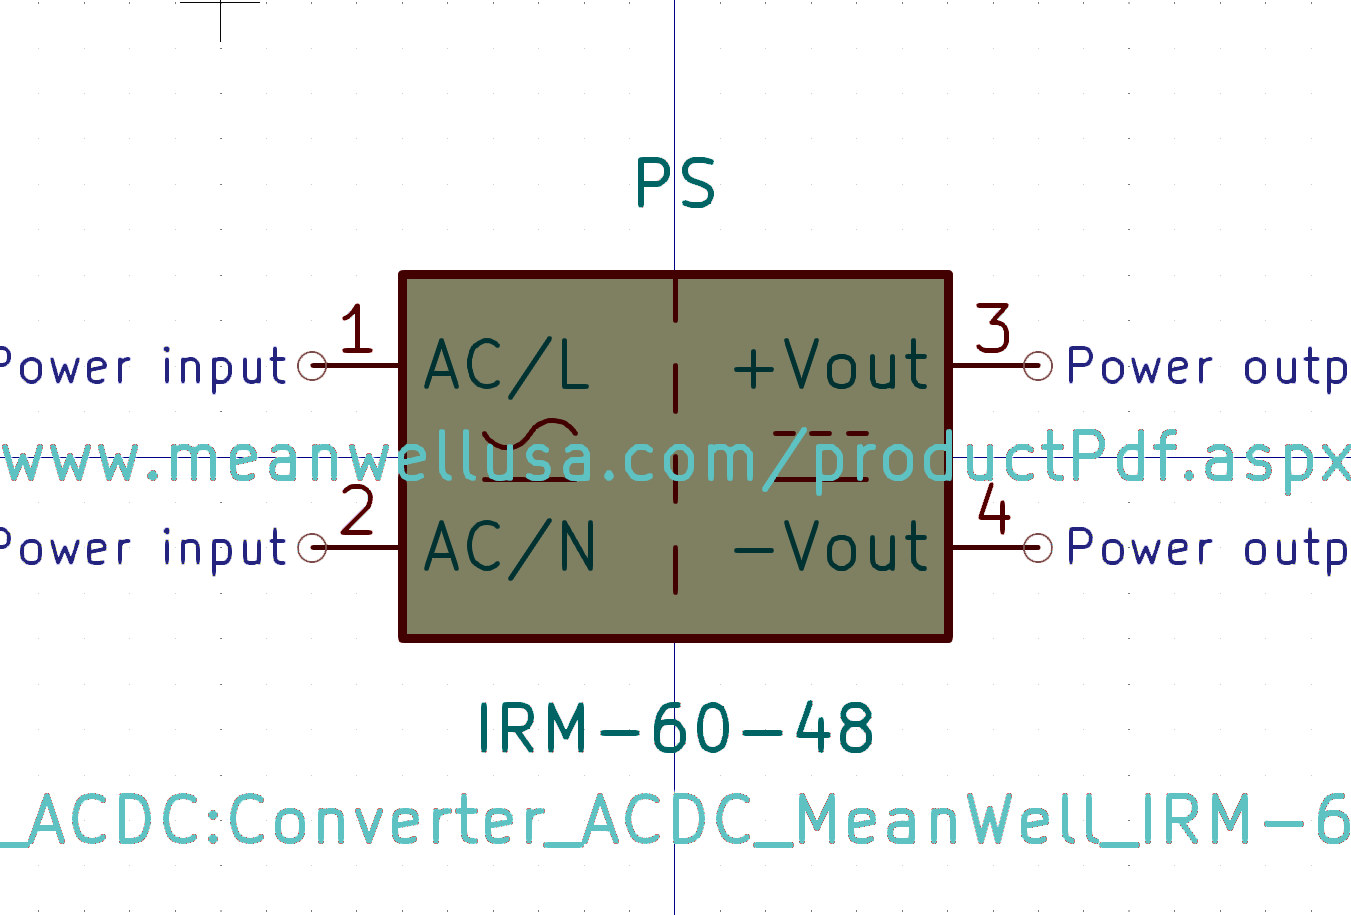 PS
1 3
Power input AC/L +Vout Power outp
www.meanwellusa.com/productPdf.aspx
2 4
Power input AC/N -Vout Power outp
IRM-60-48
_ACDC:Converter_ACDC_MeanWell_IRM-6